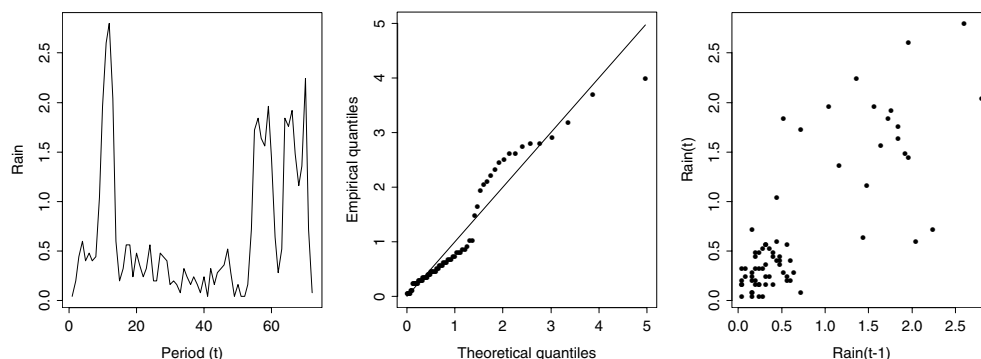 Rain
0.0 0.5 1.0 1.5 2.0 2.5
0 20 40 60
Period (t)
Empirical quantiles
0 1 2 3 4 5
0 1 2 3 4 5
Theoretical quantiles
Rain(t)
0.0 0.5 1.0 1.5 2.0 2.5
0.0 0.5 1.0 1.5 2.0 2.5
Rain(t-1)